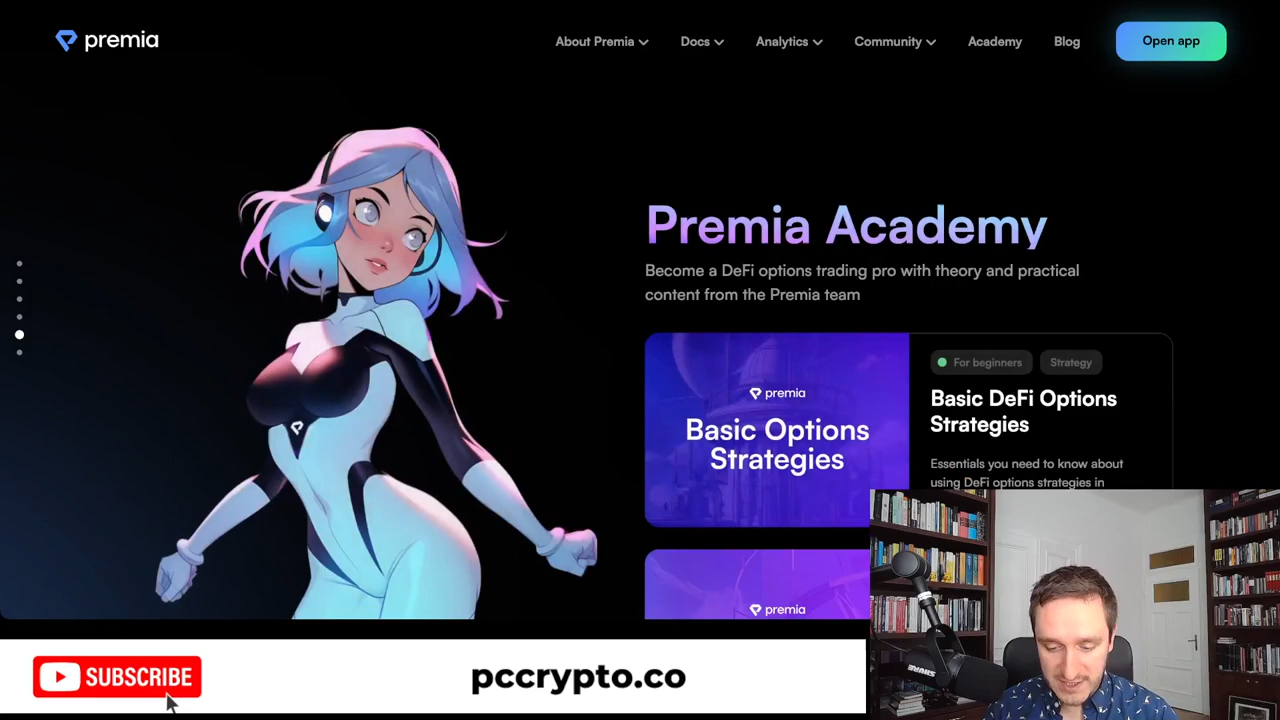 premia
About Premia
Docs
Analytics
Community
Academy
Blog
Open app
Premia Academy
Become a DeFi options trading pro with theory and practical
content from the Premia team
premia
Basic Options
Strategies
For beginners
Strategy
Basic DeFi Options
Strategies
Essentials you need to know about
using DeFi options strategies in
premia
SUBSCRIBE
pccrypto.co